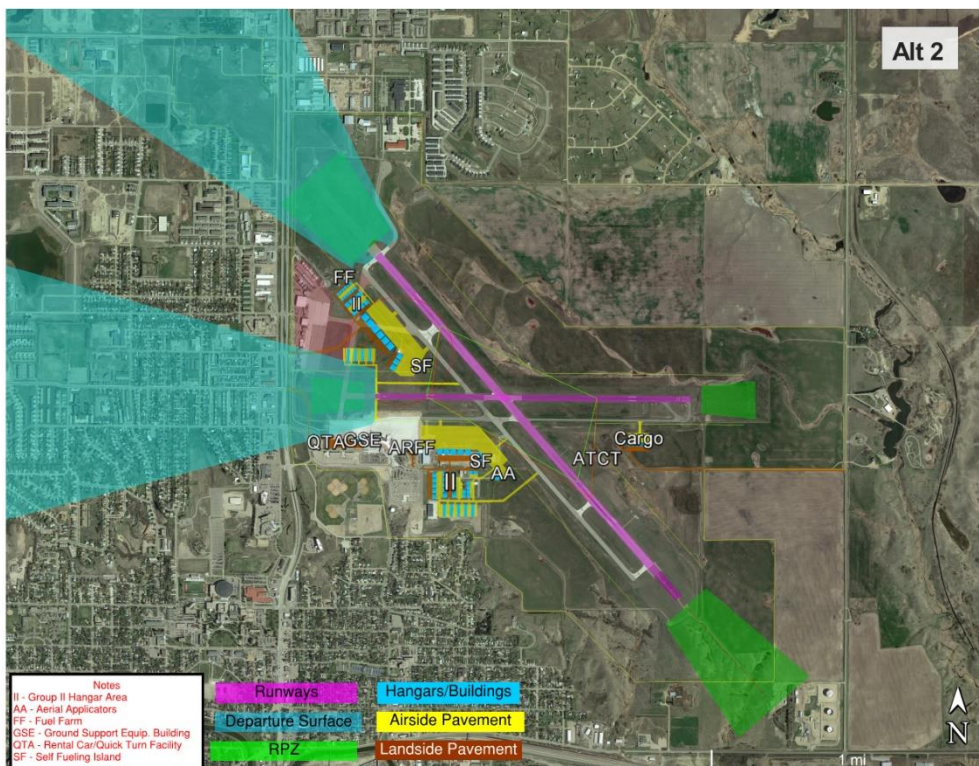 Alt 2
FF
II
SF
QTA
GSE
ARFF
SF
AA
II
Cargo
ATCT
Notes
II - Group II Hangar Area
AA - Aerial Applicators
FF - Fuel Farm
GSE - Ground Support Equip. Building
QTA - Rental Car/Quick Turn Facility
SF - Self Fueling Island
Runways
Hangars/Buildings
Departure Surface
Airside Pavement
RPZ
Landside Pavement
N
1 mi